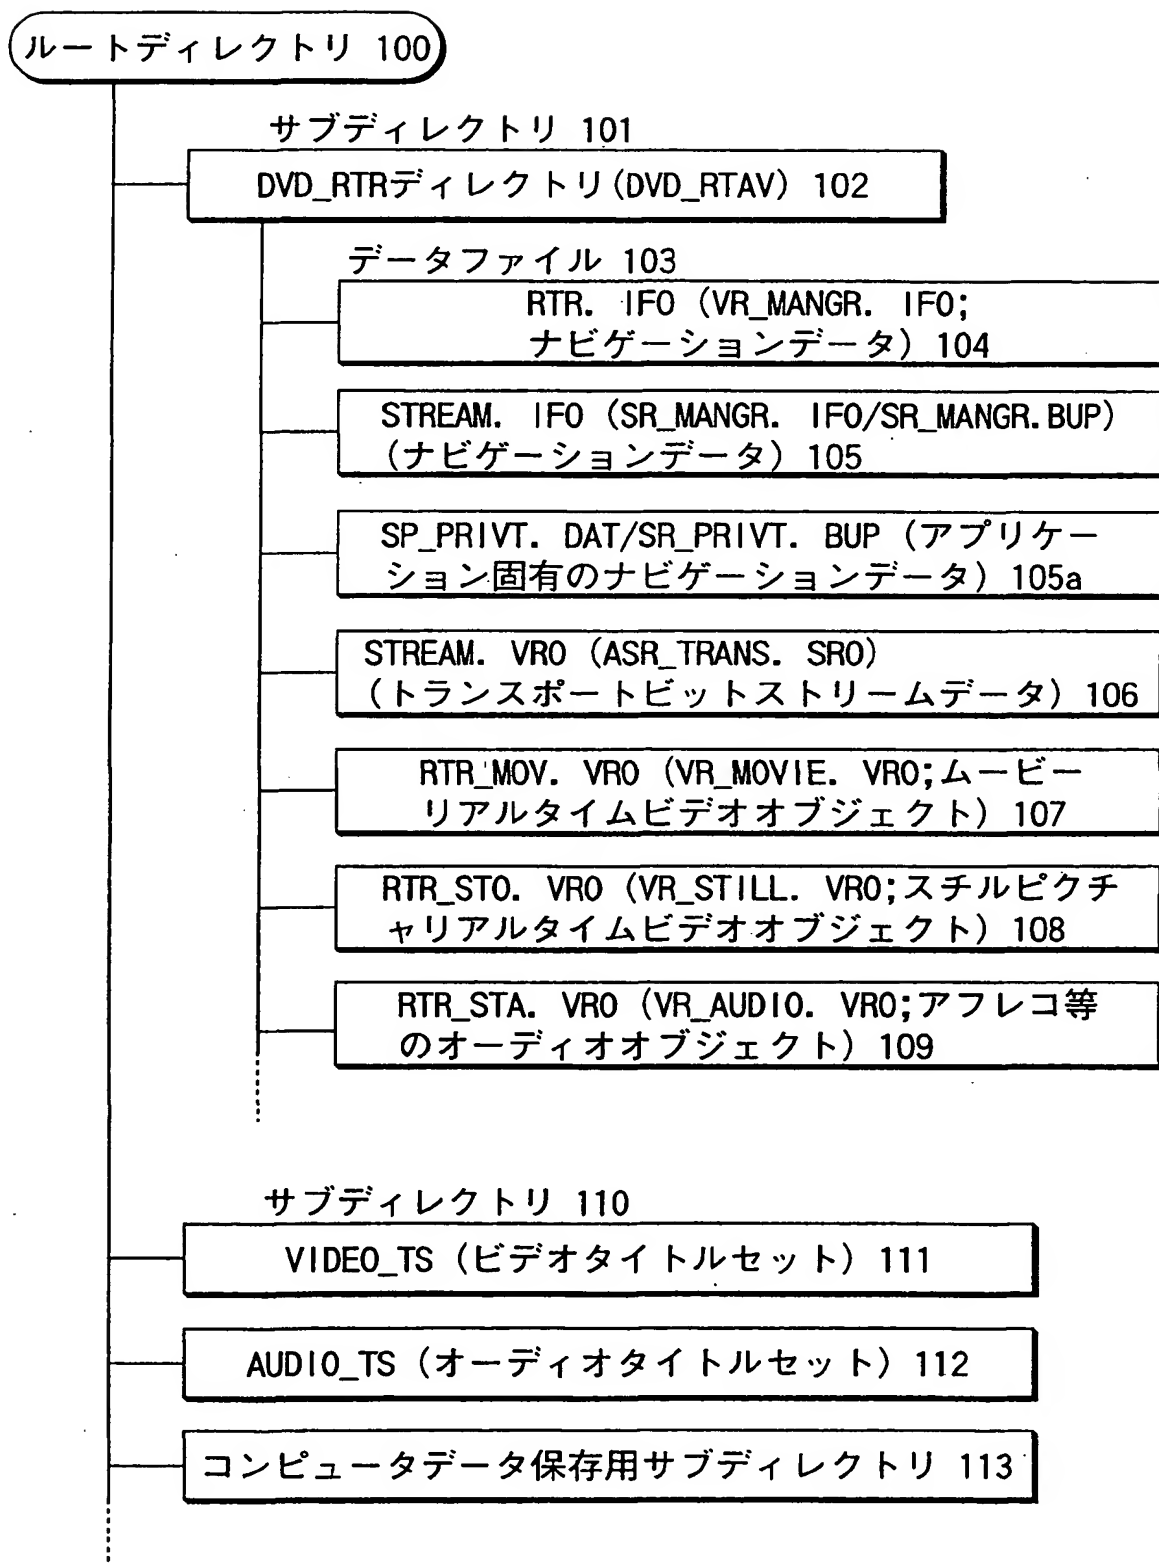 ルートディレクトリ 100
サブディレクトリ 101
DVD_RTRディレクトリ(DVD_RTAV) 102
データファイル 103
RTR. IFO (VR_MANGR. IFO;
ナビゲーションデータ) 104
STREAM. IFO (SR_MANGR. IFO/SR_MANGR.BUP)
(ナビゲーションデータ) 105
SP_PRIVT. DAT/SR_PRIVT. BUP (アプリケー
ション固有のナビゲーションデータ) 105a
STREAM. VRO (ASR_TRANS. SRO)
(トランスポートビットストリームデータ) 106
RTR_MOV. VRO (VR_MOVIE. VRO;ムービー
リアルタイムビデオオブジェクト) 107
RTR_STO. VRO (VR_STILL. VRO;スチルピクチ
ャリアルタイムビデオオブジェクト) 108
RTR_STA. VRO (VR_AUDIO. VRO;アフレコ等
のオーディオオブジェクト) 109
サブディレクトリ 110
VIDEO_TS (ビデオタイトルセット) 111
AUDIO_TS (オーディオタイトルセット) 112
コンピュータデータ保存用サブディレクトリ 113